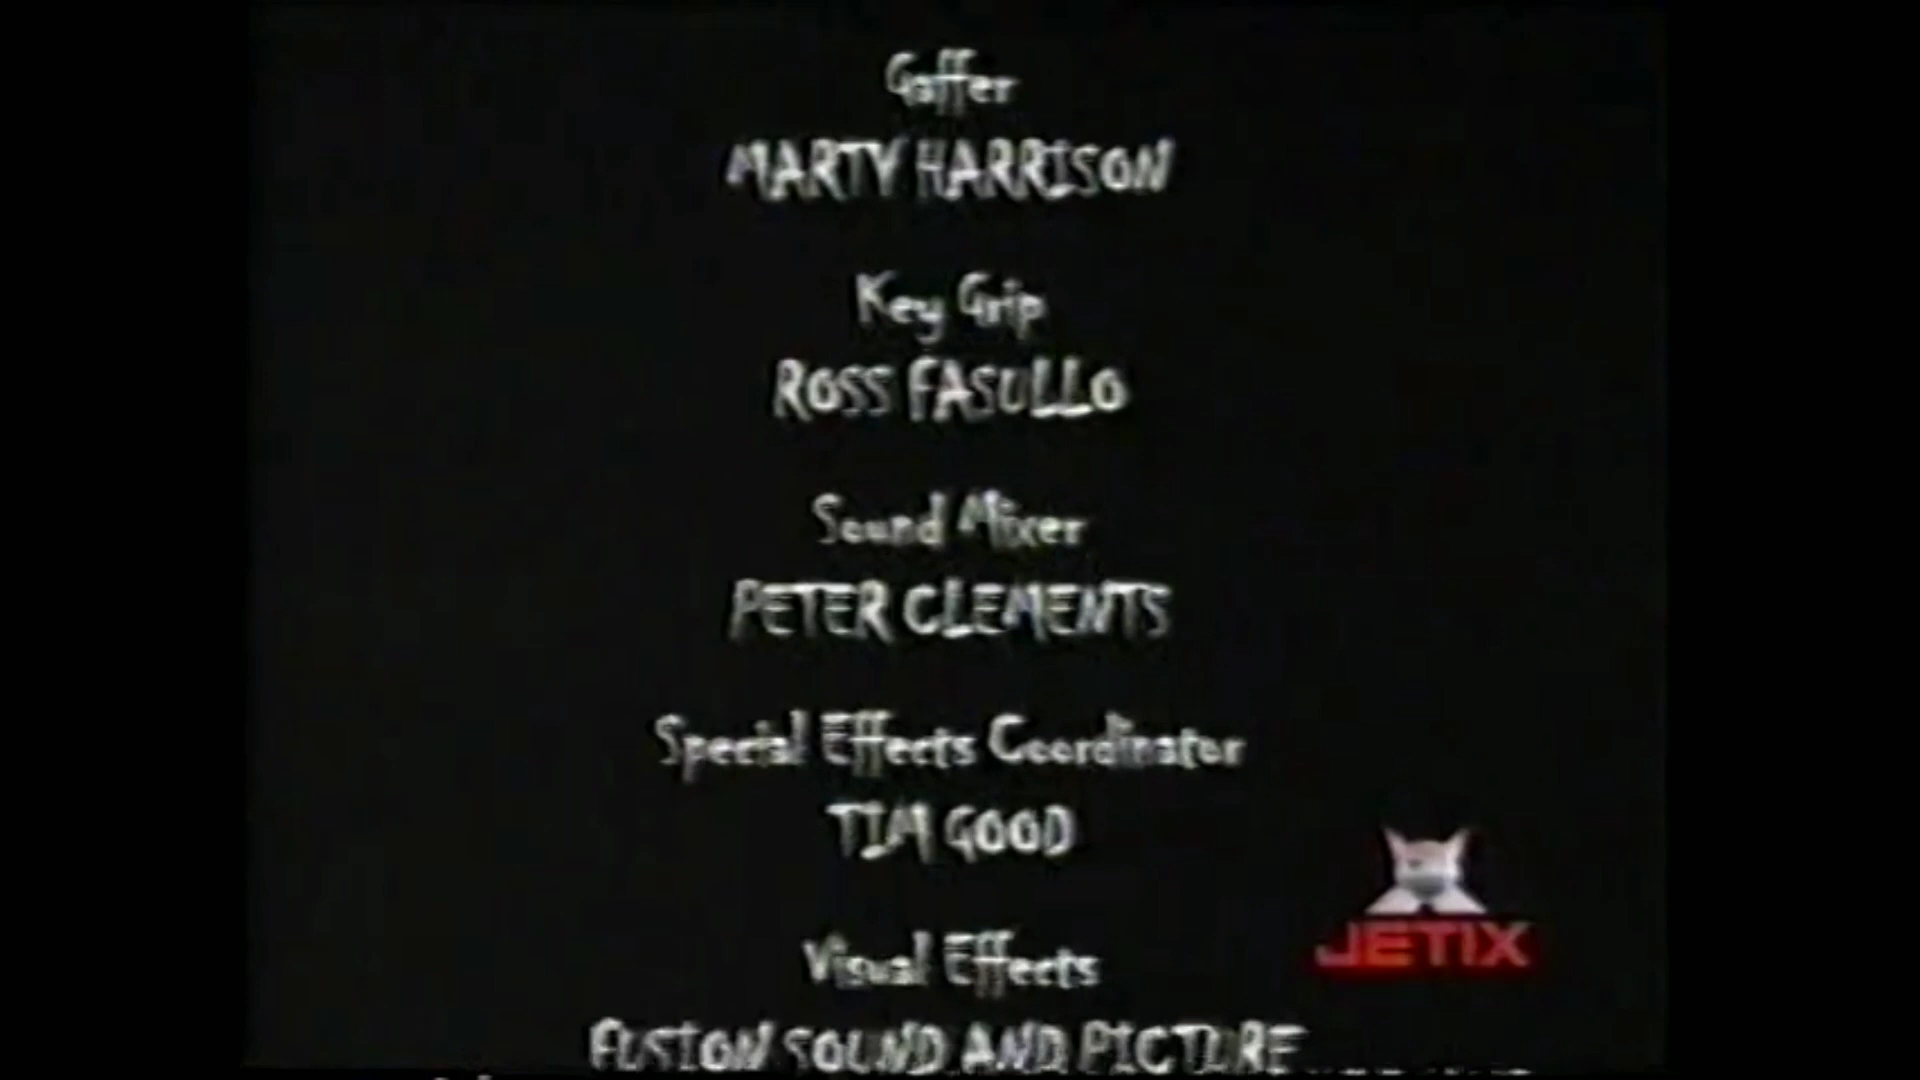 Gaffer
MARTY HARRISON
Key Grip
ROSS FASULLO
Sound Mixer
PETER CLEMENTS
Special Effects Coordinator
TIM GOOD
Visual Effects
FUSION SOUND AND PICTURE
JETIX